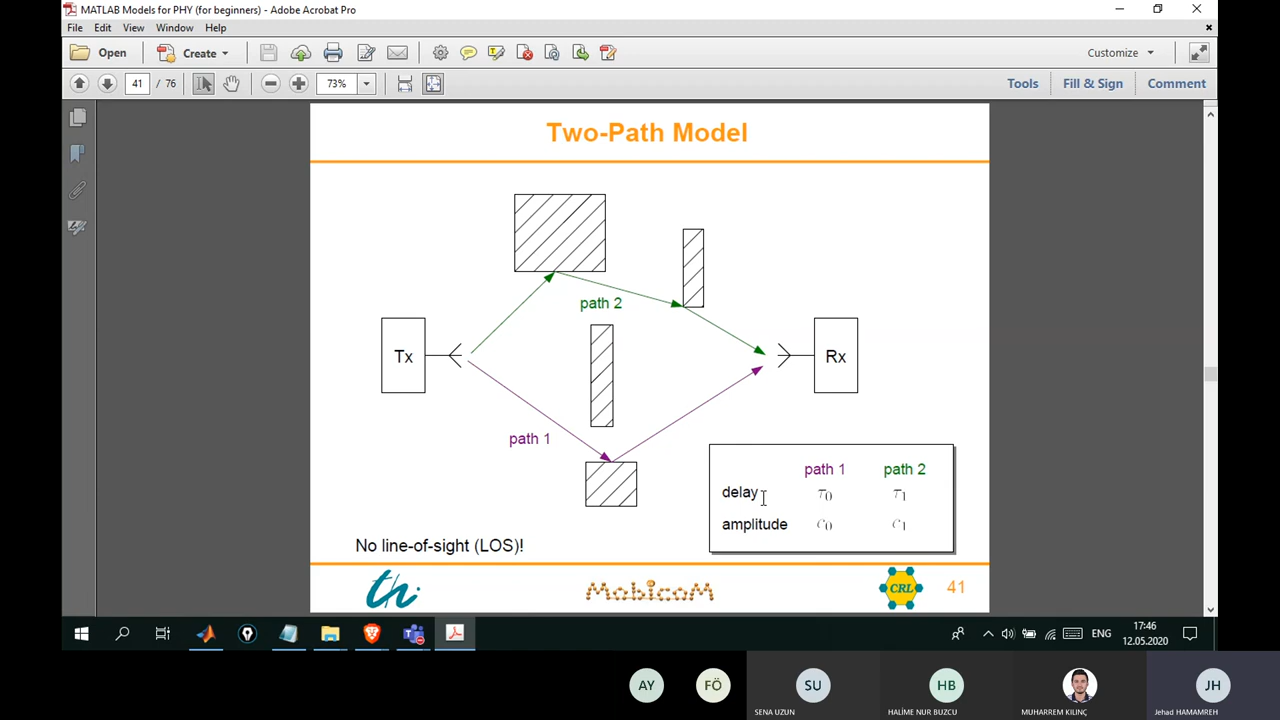 MATLAB Models for PHY (for beginners) - Adobe Acrobat Pro
File Edit View Window Help
Open Create Customize
41 / 76 73% Tools Fill & Sign Comment
Two-Path Model
path 2
Tx
Rx
path 1
path 1 path 2
delay τ0 τ1
amplitude c0 c1
No line-of-sight (LOS)!
th MobicoM CRL 41
ENG 17:46
12.05.2020
AY FÖ SU HB JH
SENA UZUN HALİME NUR BUZCU MUHARREM KILINÇ Jehad HAMAMREH